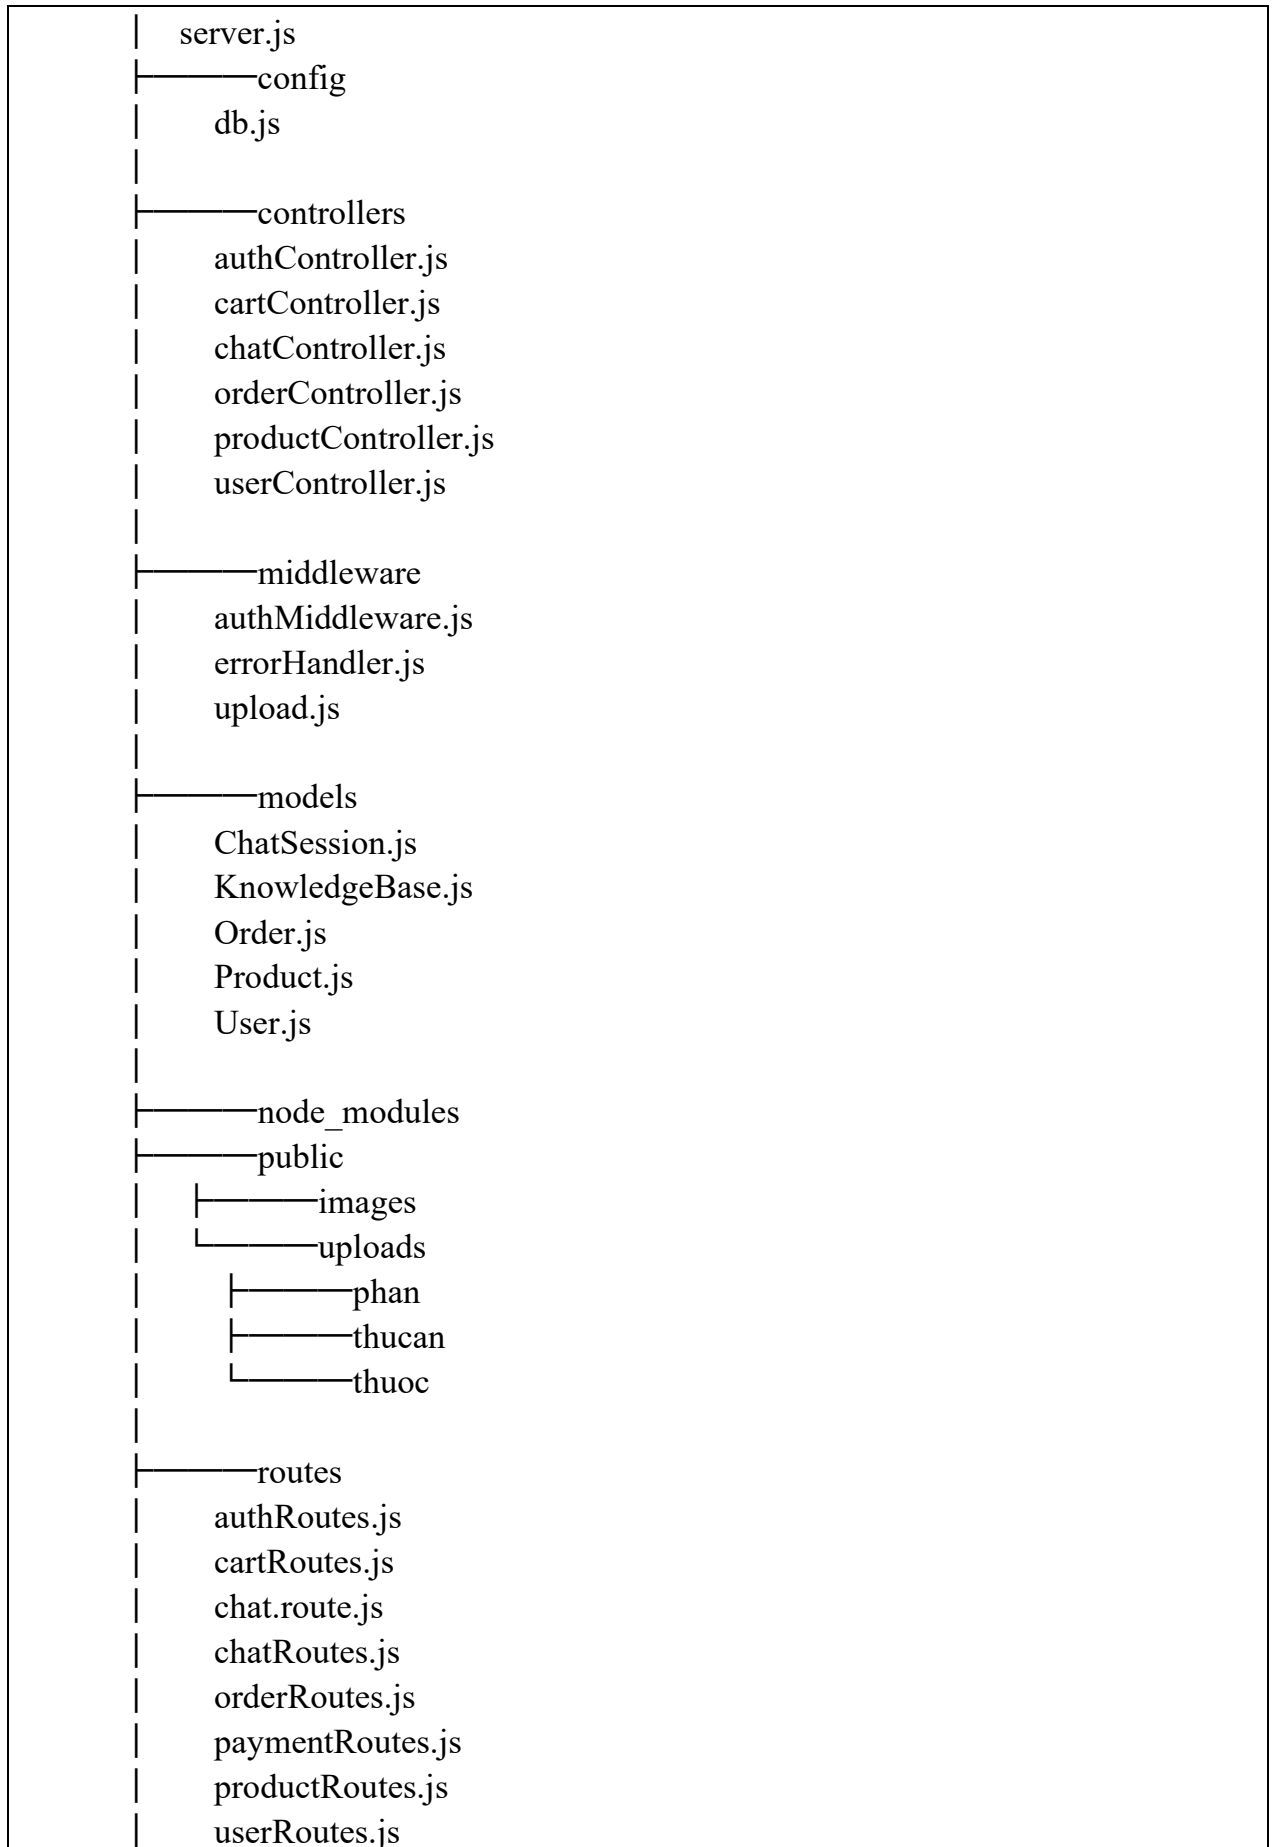 │ server.js
├───config
│ db.js
│
├───controllers
│ authController.js
│ cartController.js
│ chatController.js
│ orderController.js
│ productController.js
│ userController.js
│
├───middleware
│ authMiddleware.js
│ errorHandler.js
│ upload.js
│
├───models
│ ChatSession.js
│ KnowledgeBase.js
│ Order.js
│ Product.js
│ User.js
│
├───node_modules
├───public
│ ├───images
│ └───uploads
│ ├───phan
│ ├───thucan
│ └───thuoc
│
├───routes
│ authRoutes.js
│ cartRoutes.js
│ chat.route.js
│ chatRoutes.js
│ orderRoutes.js
│ paymentRoutes.js
│ productRoutes.js
│ userRoutes.js